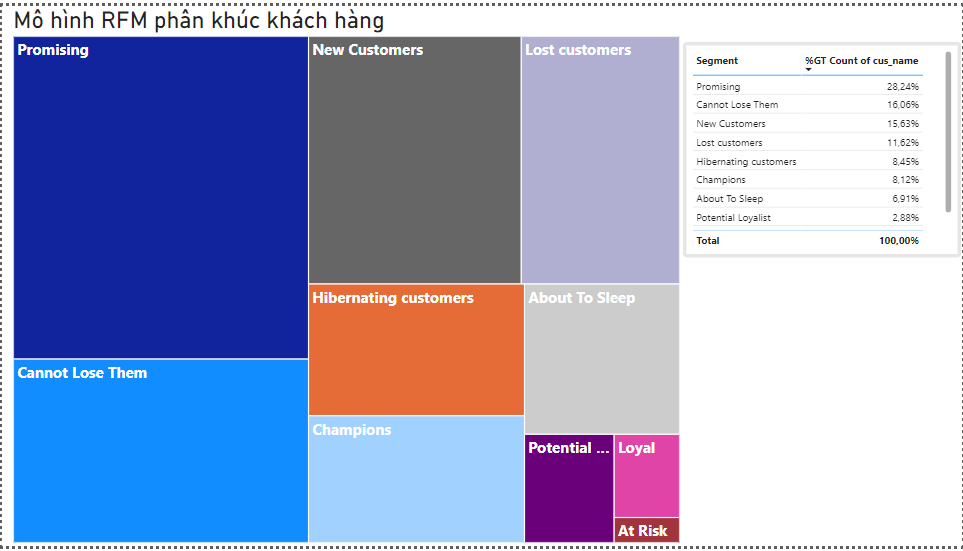 Mô hình RFM phân khúc khách hàng
Promising
New Customers
Lost customers
Cannot Lose Them
Hibernating customers
About To Sleep
Champions
Potential ...
Loyal
At Risk
Segment %GT Count of cus_name
Promising 28,24%
Cannot Lose Them 16,06%
New Customers 15,63%
Lost customers 11,62%
Hibernating customers 8,45%
Champions 8,12%
About To Sleep 6,91%
Potential Loyalist 2,88%
Total 100,00%